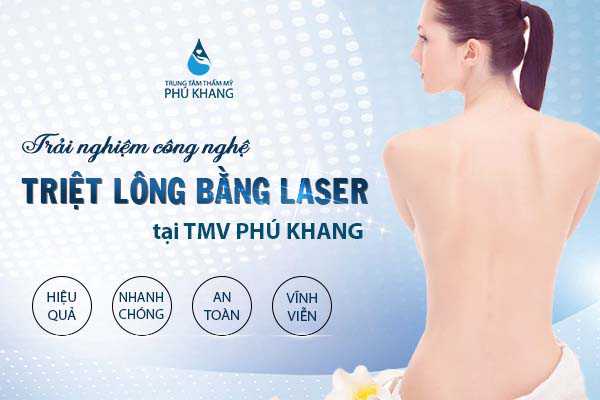 TRUNG TÂM THẨM MỸ
PHÚ KHANG
Trải nghiệm công nghệ
TRIỆT LÔNG BẰNG LASER
tại TMV PHÚ KHANG
HIỆU
QUẢ
NHANH
CHÓNG
AN
TOÀN
VĨNH
VIỄN